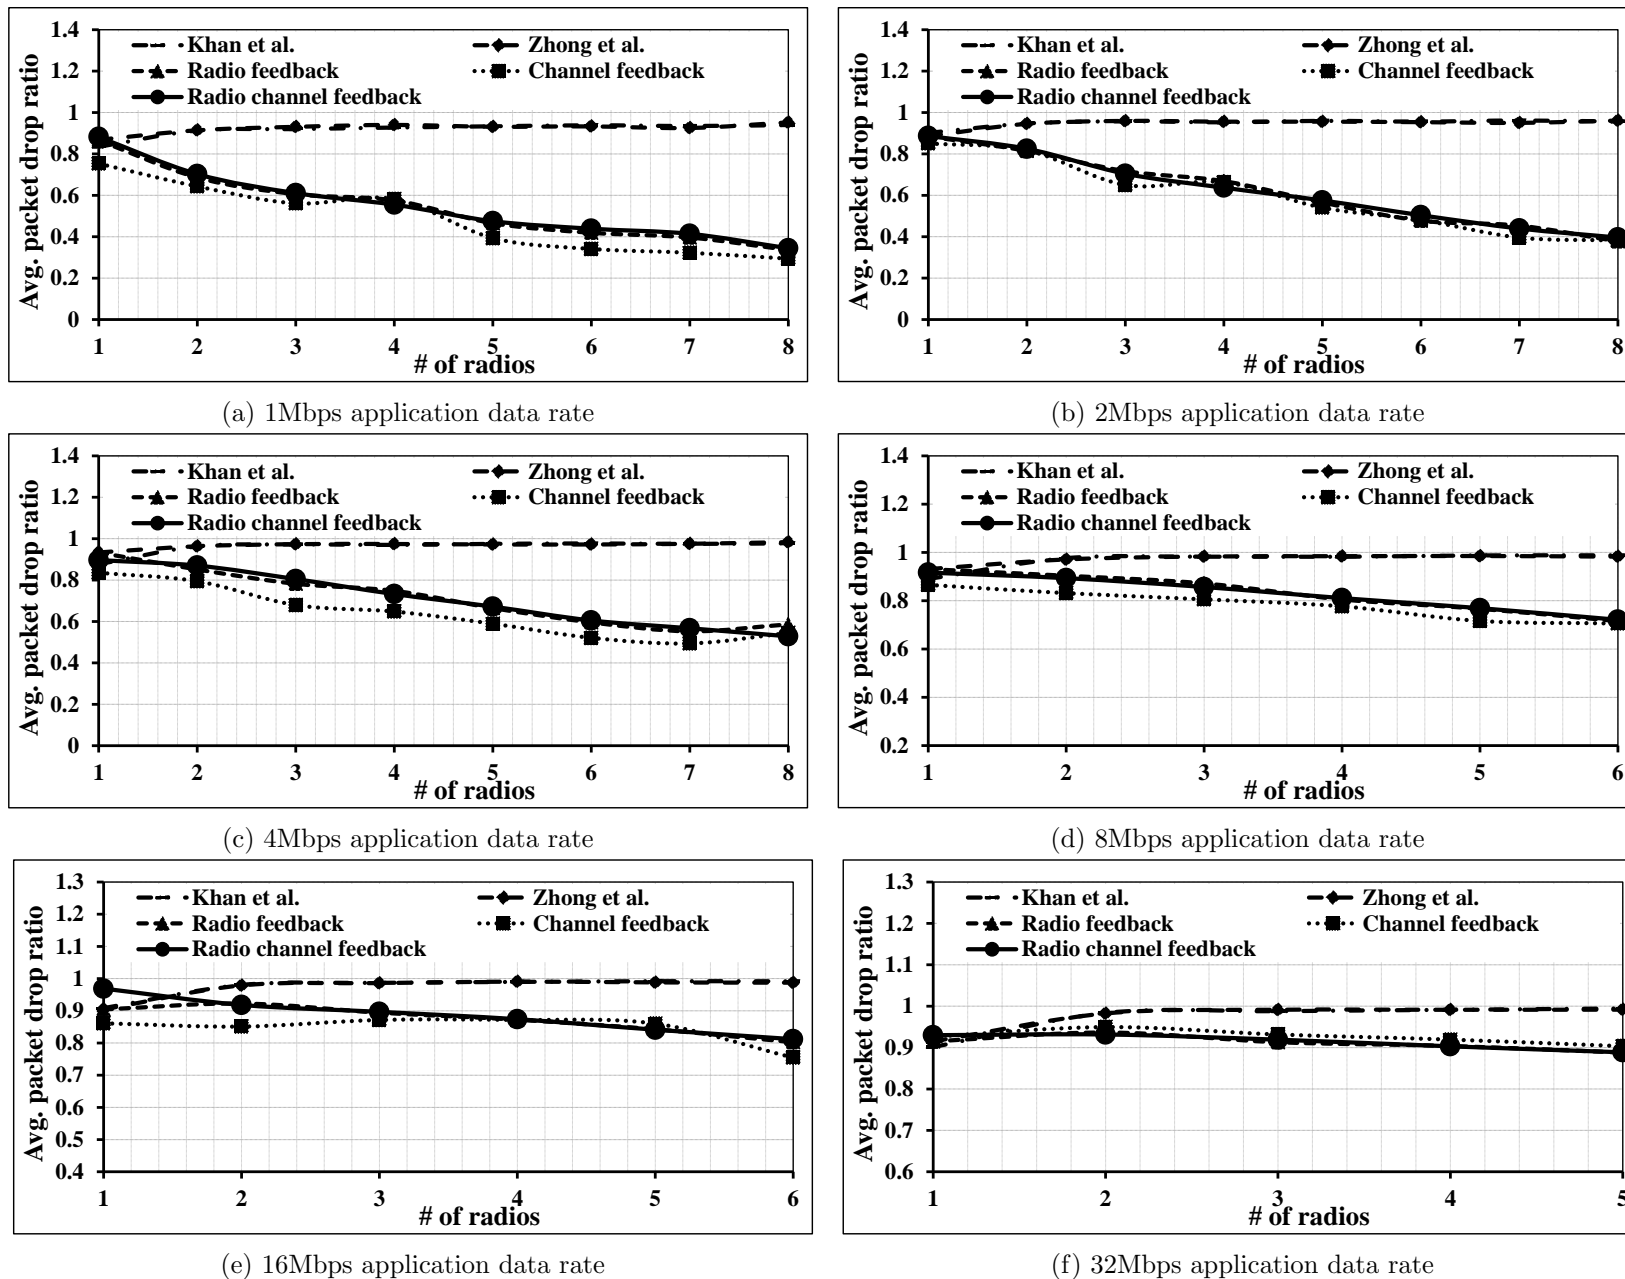 Avg. packet drop ratio
1.4
1.2
1
0.8
0.6
0.4
0.2
0
Khan et al. Zhong et al.
Radio feedback Channel feedback
Radio channel feedback
1 2 3 4 5 6 7 8
# of radios
(a) 1Mbps application data rate
Avg. packet drop ratio
1.4
1.2
1
0.8
0.6
0.4
0.2
0
Khan et al. Zhong et al.
Radio feedback Channel feedback
Radio channel feedback
1 2 3 4 5 6 7 8
# of radios
(b) 2Mbps application data rate
Avg. packet drop ratio
1.4
1.2
1
0.8
0.6
0.4
0.2
0
Khan et al. Zhong et al.
Radio feedback Channel feedback
Radio channel feedback
1 2 3 4 5 6 7 8
# of radios
(c) 4Mbps application data rate
Avg. packet drop ratio
1.4
1.2
1
0.8
0.6
0.4
0.2
Khan et al. Zhong et al.
Radio feedback Channel feedback
Radio channel feedback
1 2 3 4 5 6
# of radios
(d) 8Mbps application data rate
Avg. packet drop ratio
1.3
1.2
1.1
1
0.9
0.8
0.7
0.6
0.5
0.4
Khan et al. Zhong et al.
Radio feedback Channel feedback
Radio channel feedback
1 2 3 4 5 6
# of radios
(e) 16Mbps application data rate
Avg. packet drop ratio
1.3
1.2
1.1
1
0.9
0.8
0.7
0.6
Khan et al. Zhong et al.
Radio feedback Channel feedback
Radio channel feedback
1 2 3 4 5
# of radios
(f) 32Mbps application data rate